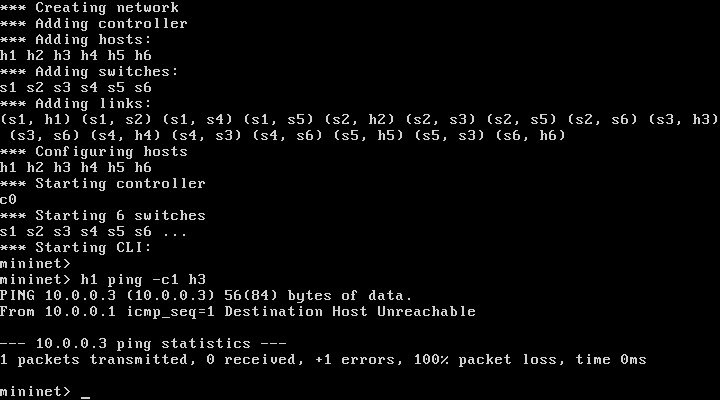 *** Creating network
*** Adding controller
*** Adding hosts:
h1 h2 h3 h4 h5 h6
*** Adding switches:
s1 s2 s3 s4 s5 s6
*** Adding links:
(s1, h1) (s1, s2) (s1, s4) (s1, s5) (s2, h2) (s2, s3) (s2, s5) (s2, s6) (s3, h3)
(s3, s6) (s4, h4) (s4, s3) (s4, s6) (s5, h5) (s5, s3) (s6, h6)
*** Configuring hosts
h1 h2 h3 h4 h5 h6
*** Starting controller
c0
*** Starting 6 switches
s1 s2 s3 s4 s5 s6 ...
*** Starting CLI:
mininet>
mininet> h1 ping -c1 h3
PING 10.0.0.3 (10.0.0.3) 56(84) bytes of data.
From 10.0.0.1 icmp_seq=1 Destination Host Unreachable
--- 10.0.0.3 ping statistics ---
1 packets transmitted, 0 received, +1 errors, 100% packet loss, time 0ms
mininet> _